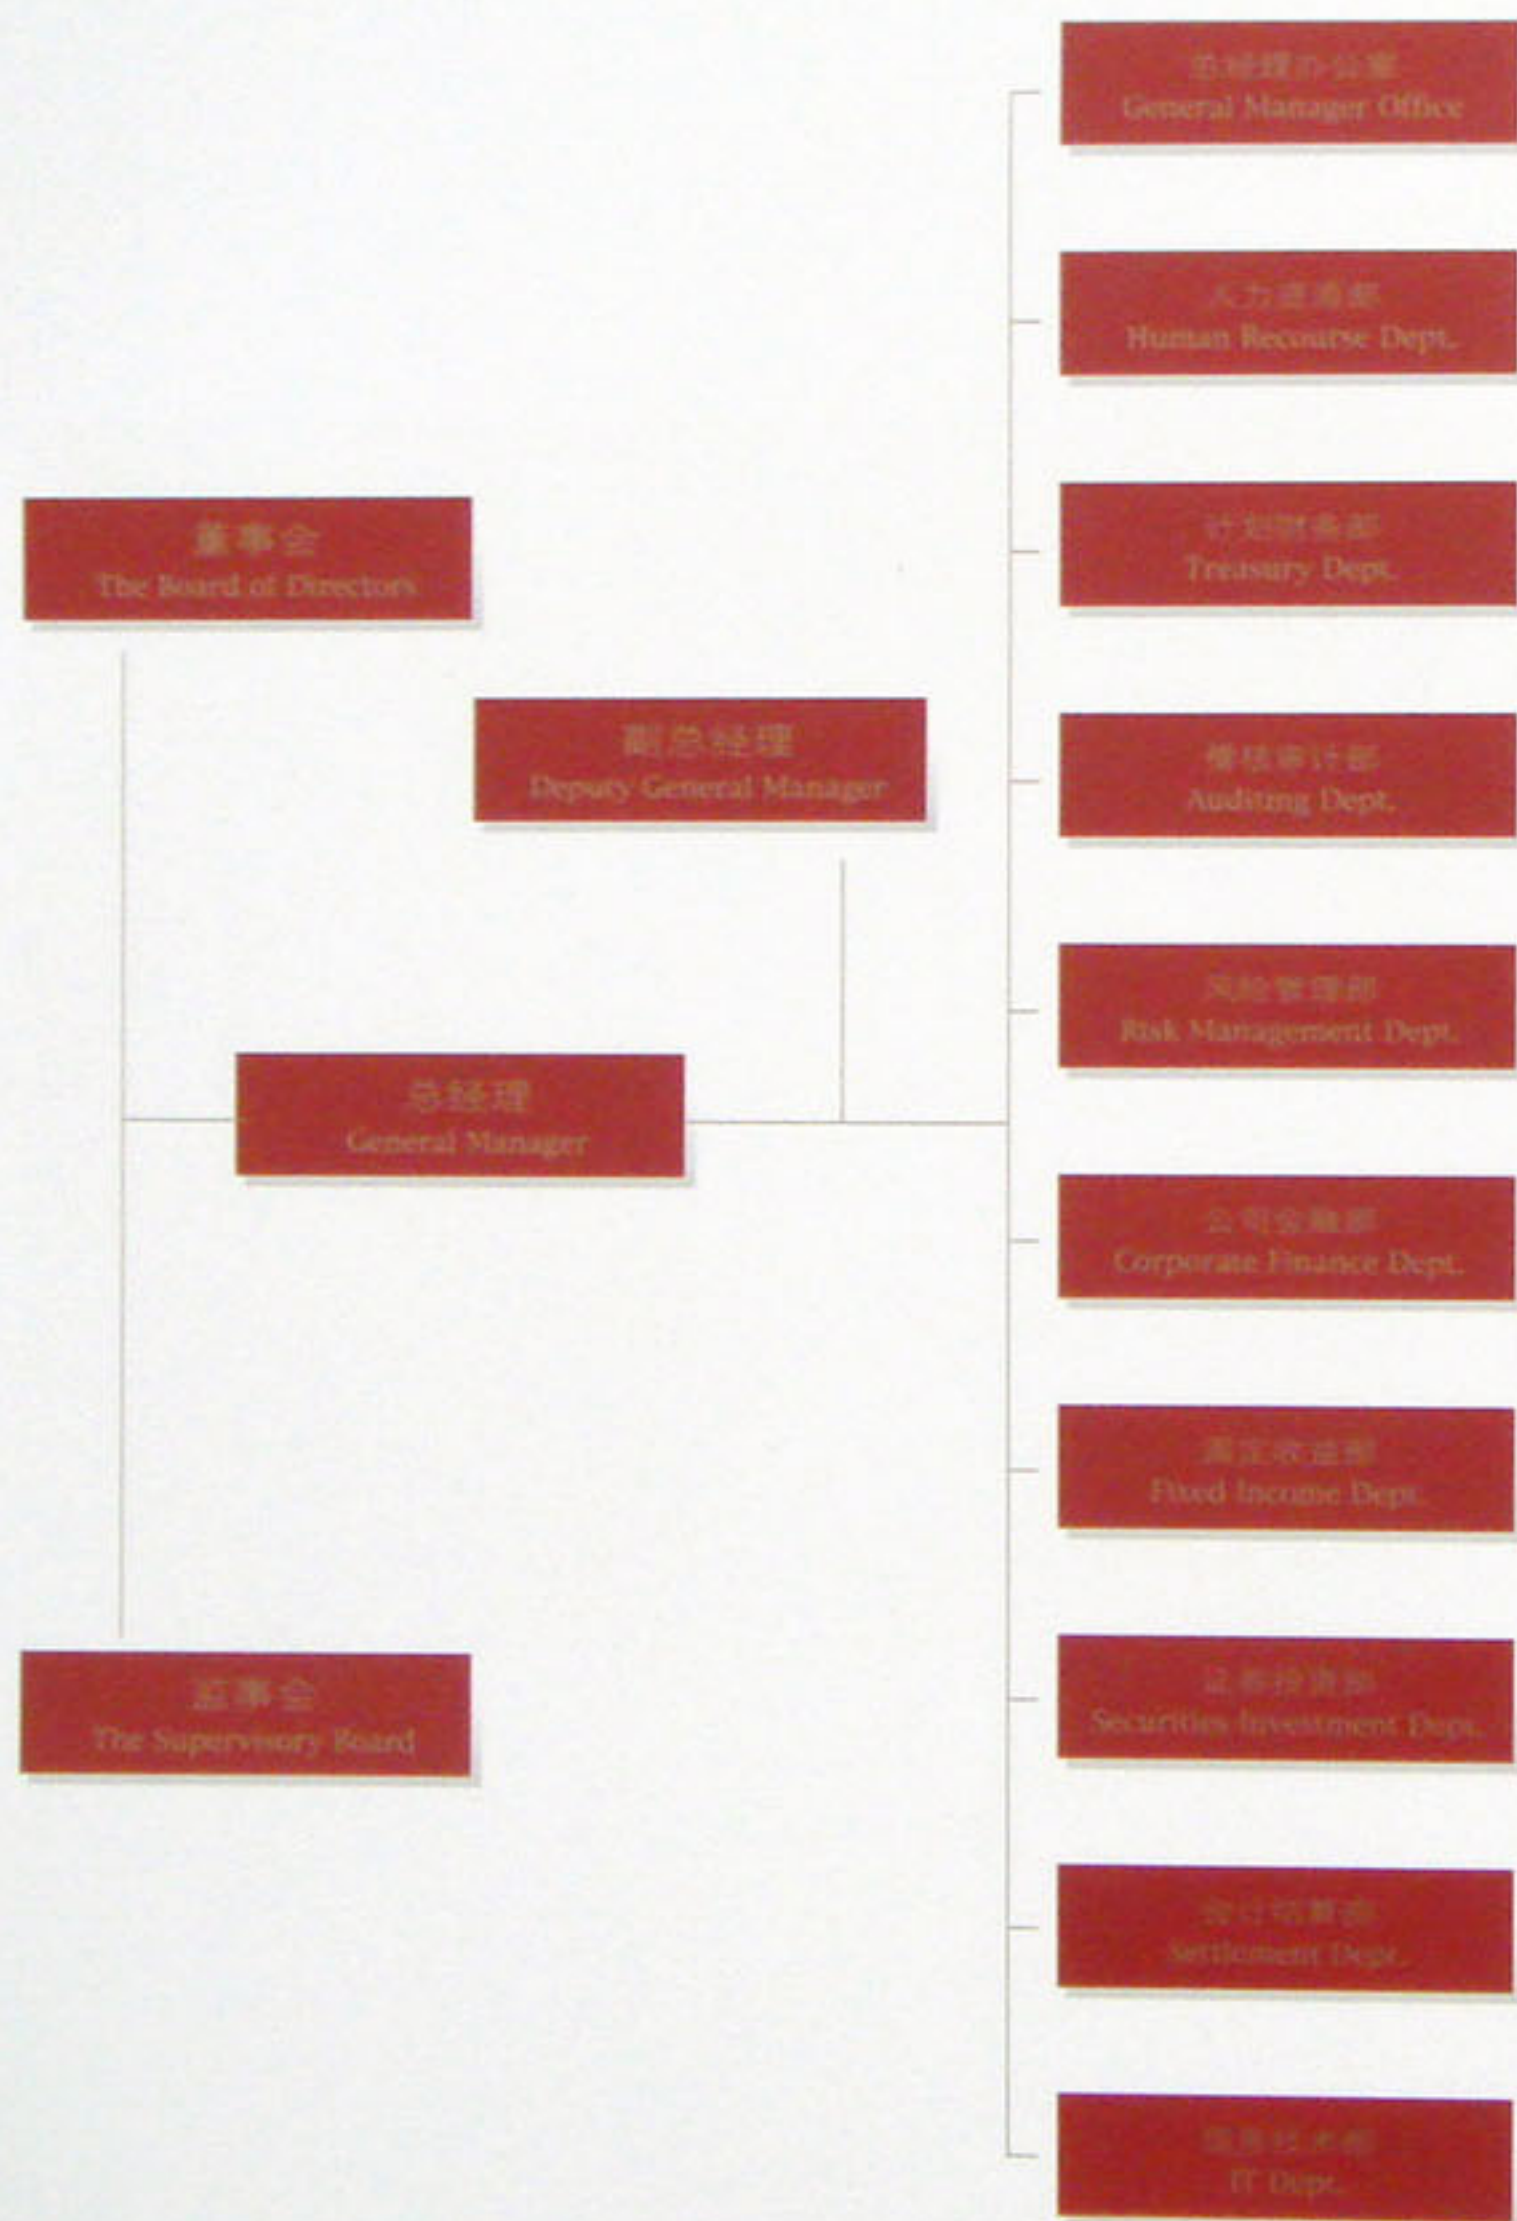 董事会
The Board of Directors
监事会
The Supervisory Board
总经理
General Manager
副总经理
Deputy General Manager
总经理办公室
General Manager Office
人力资源部
Human Recourse Dept.
计划财务部
Treasury Dept.
稽核审计部
Auditing Dept.
风险管理部
Risk Management Dept.
公司金融部
Corporate Finance Dept.
固定收益部
Fixed Income Dept.
证券投资部
Securities Investment Dept.
会计结算部
Settlement Dept.
信息技术部
IT Dept.